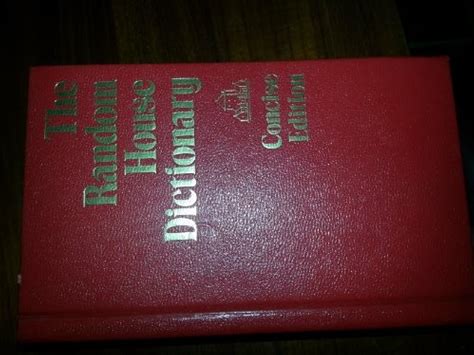 The
Random
House
Dictionary
Concise
Edition